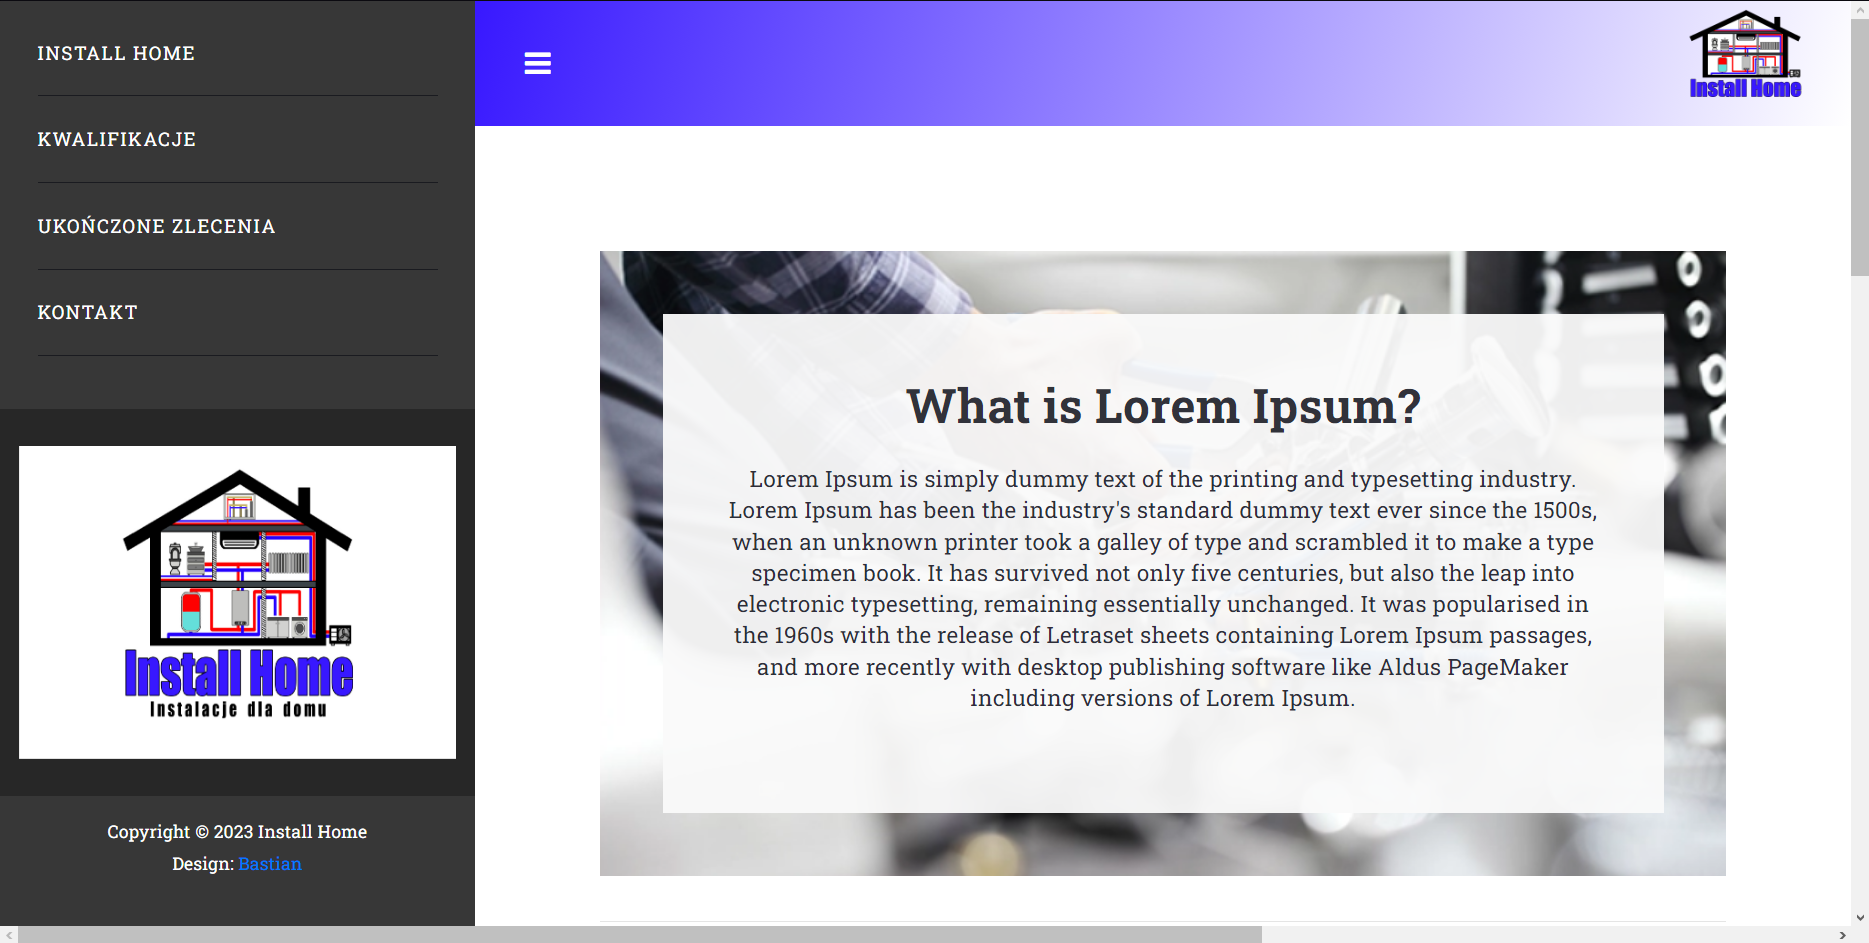 INSTALL HOME
KWALIFIKACJE
UKOŃCZONE ZLECENIA
KONTAKT
Install Home
Instalacje dla domu
Copyright © 2023 Install Home
Design: Bastian
Install Home
What is Lorem Ipsum?
Lorem Ipsum is simply dummy text of the printing and typesetting industry.
Lorem Ipsum has been the industry's standard dummy text ever since the 1500s,
when an unknown printer took a galley of type and scrambled it to make a type
specimen book. It has survived not only five centuries, but also the leap into
electronic typesetting, remaining essentially unchanged. It was popularised in
the 1960s with the release of Letraset sheets containing Lorem Ipsum passages,
and more recently with desktop publishing software like Aldus PageMaker
including versions of Lorem Ipsum.